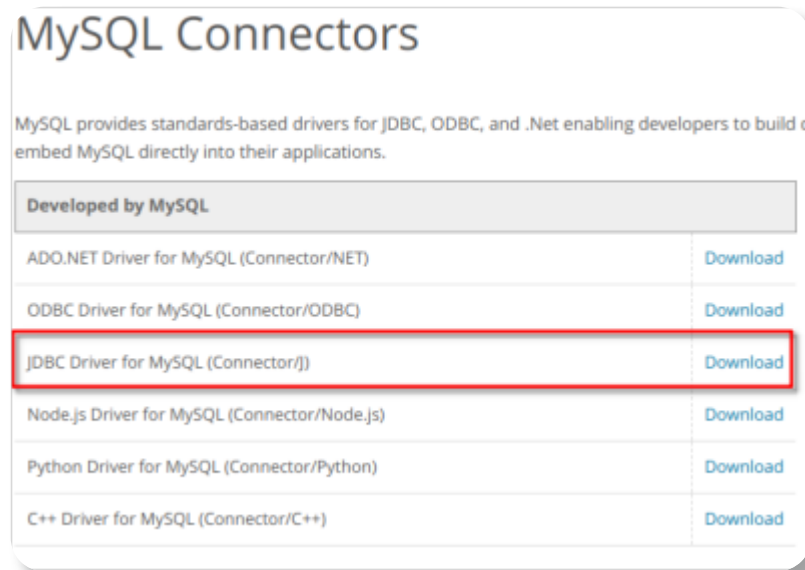 MySQL Connectors
MySQL provides standards-based drivers for JDBC, ODBC, and .Net enabling developers to build
embed MySQL directly into their applications.
Developed by MySQL
ADO.NET Driver for MySQL (Connector/NET) Download
ODBC Driver for MySQL (Connector/ODBC) Download
JDBC Driver for MySQL (Connector/J) Download
Node.js Driver for MySQL (Connector/Node.js) Download
Python Driver for MySQL (Connector/Python) Download
C++ Driver for MySQL (Connector/C++) Download